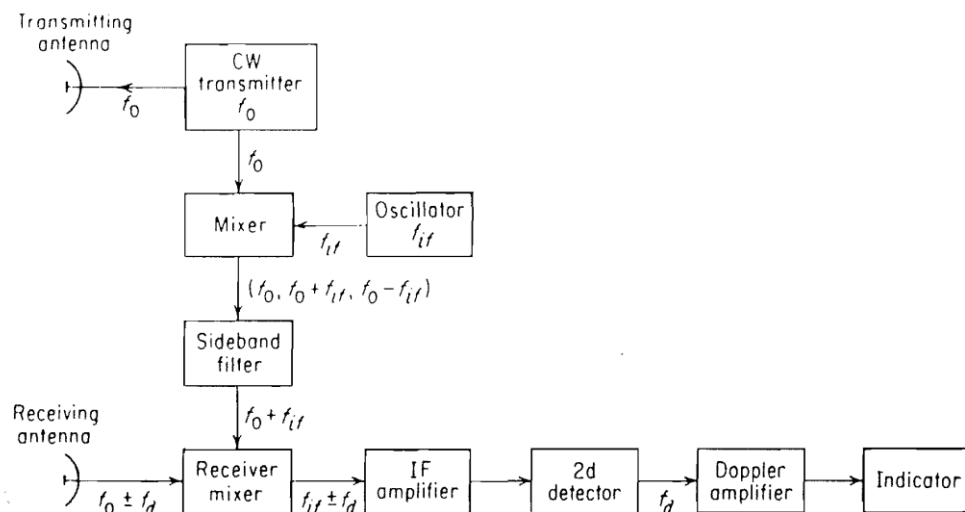 Transmitting
antenna
CW
transmitter
f0
f0
f0
Mixer
Oscillator
fif
fif
(f0, f0 + fif, f0 − fif)
Sideband
filter
f0 + fif
Receiving
antenna
f0 ± fd
Receiver
mixer
fif ± fd
IF
amplifier
2d
detector
fd
Doppler
amplifier
Indicator